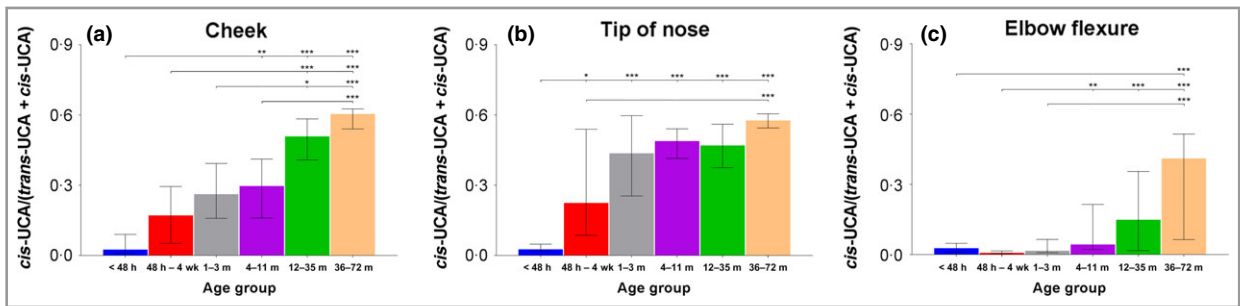 (a)
Cheek
cis-UCA/(trans-UCA + cis-UCA)
0·9
0·6
0·3
0·0
** *** ***
*** ***
* ***
***
< 48 h 48 h – 4 wk 1–3 m 4–11 m 12–35 m 36–72 m
Age group
(b)
Tip of nose
cis-UCA/(trans-UCA + cis-UCA)
0·9
0·6
0·3
0·0
* *** *** *** ***
***
< 48 h 48 h – 4 wk 1–3 m 4–11 m 12–35 m 36–72 m
Age group
(c)
Elbow flexure
cis-UCA/(trans-UCA + cis-UCA)
0·9
0·6
0·3
0·0
***
** *** ***
***
< 48 h 48 h – 4 wk 1–3 m 4–11 m 12–35 m 36–72 m
Age group